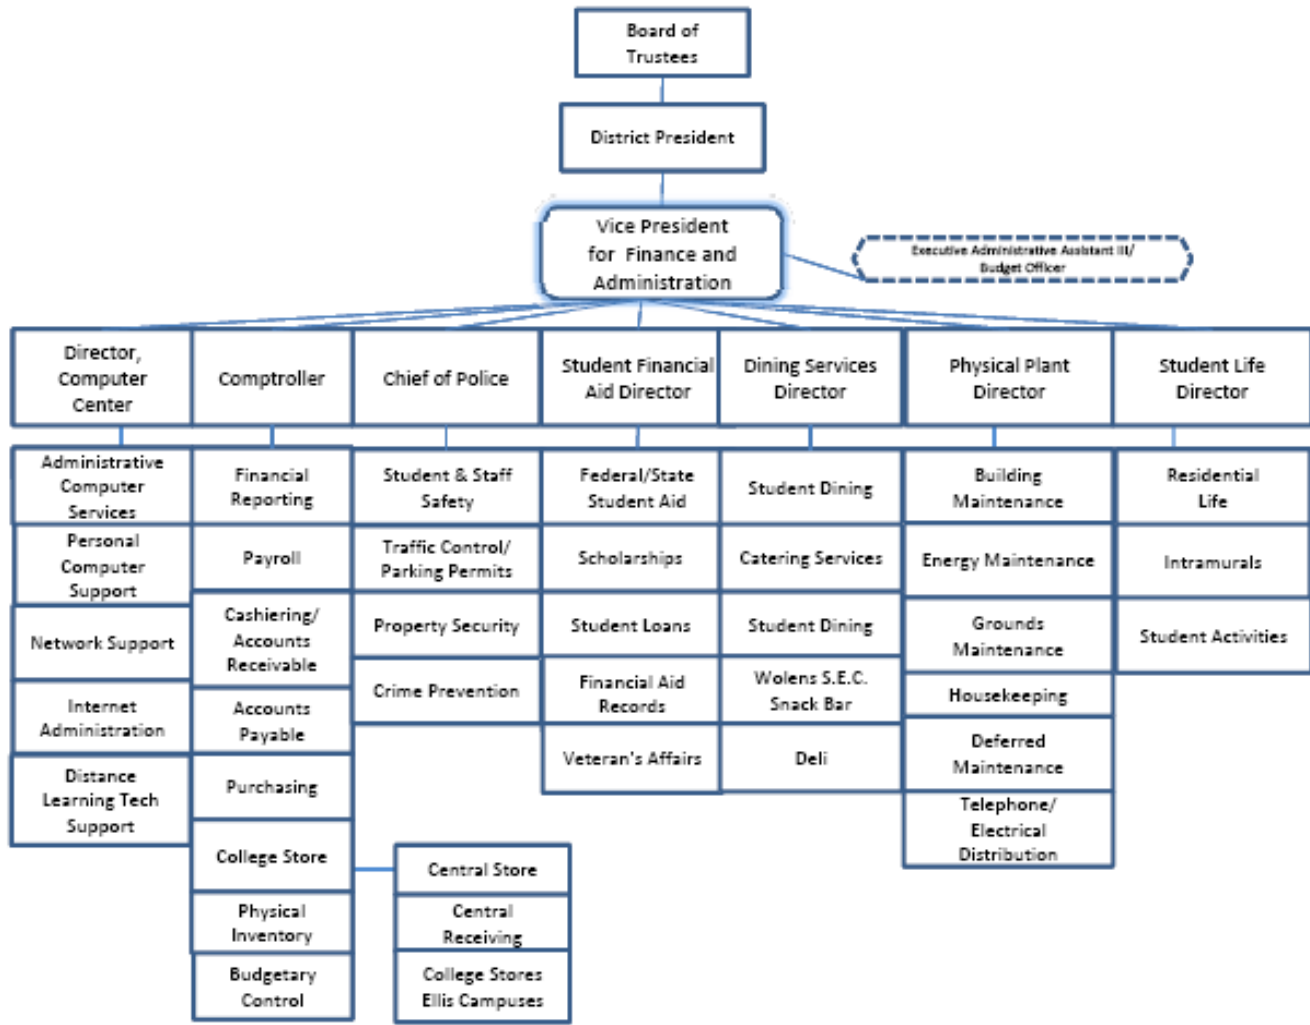 Board of
Trustees
District President
Vice President
for Finance and
Administration
Executive Administrative Assistant III/
Budget Officer
Director,
Computer
Center
Comptroller
Chief of Police
Student Financial
Aid Director
Dining Services
Director
Physical Plant
Director
Student Life
Director
Administrative
Computer
Services
Personal
Computer
Support
Network Support
Internet
Administration
Distance
Learning Tech
Support
Financial
Reporting
Payroll
Cashiering/
Accounts
Receivable
Accounts
Payable
Purchasing
College Store
Physical
Inventory
Budgetary
Control
Central Store
Central
Receiving
College Stores
Ellis Campuses
Student & Staff
Safety
Traffic Control/
Parking Permits
Property Security
Crime Prevention
Federal/State
Student Aid
Scholarships
Student Loans
Financial Aid
Records
Veteran's Affairs
Student Dining
Catering Services
Student Dining
Wolens S.E.C.
Snack Bar
Deli
Building
Maintenance
Energy Maintenance
Grounds
Maintenance
Housekeeping
Deferred
Maintenance
Telephone/
Electrical
Distribution
Residential
Life
Intramurals
Student Activities